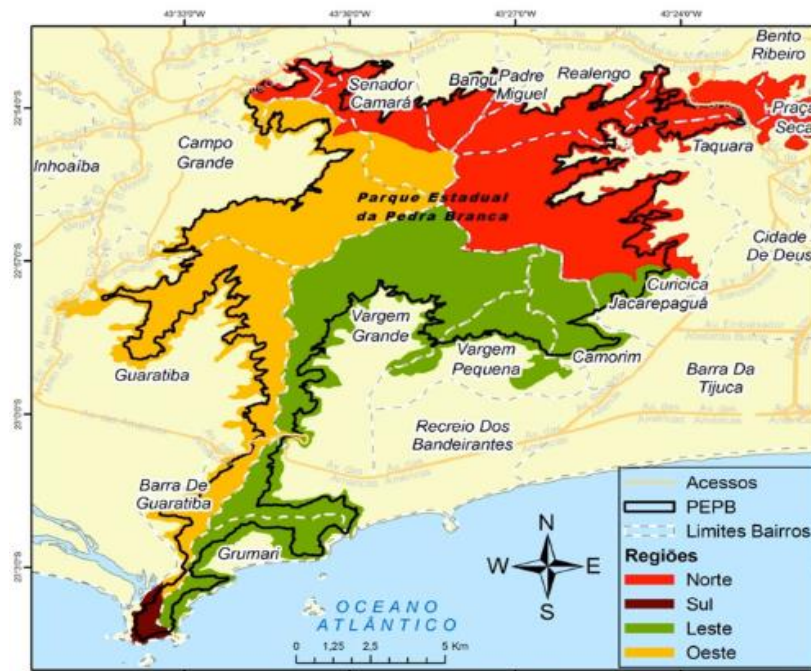 43°33'0"W 43°30'0"W 43°27'0"W 43°24'0"W
Bento
Ribeiro
Senador
Camará
Bangu
Padre
Miguel
Realengo
Praça
Seca
Taquara
Campo
Grande
Inhoaíba
Parque Estadual
da Pedra Branca
Cidade
De Deus
Curicica
Jacarepaguá
Vargem
Grande
Vargem
Pequena
Camorim
Guaratiba
Barra Da
Tijuca
Recreio Dos
Bandeirantes
Barra De
Guaratiba
Grumari
OCEANO
ATLÂNTICO
0 1,25 2,5 5 Km
N
W E
S
Acessos
PEPB
Limites Bairros
Regiões
Norte
Sul
Leste
Oeste